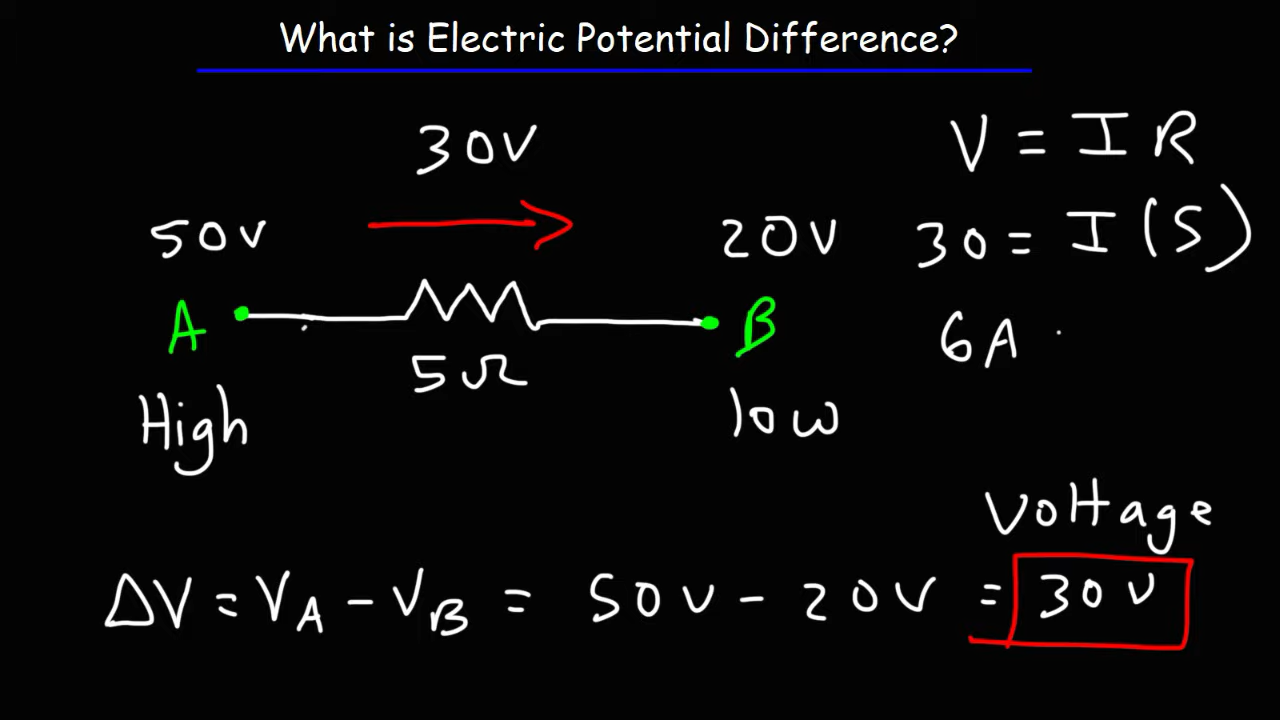 What is Electric Potential Difference?
30V
V = I R
50V
20V
30 = I (5)
A
B
6A
5Ω
High
low
Voltage
ΔV = VA - VB = 50V - 20V = 30V